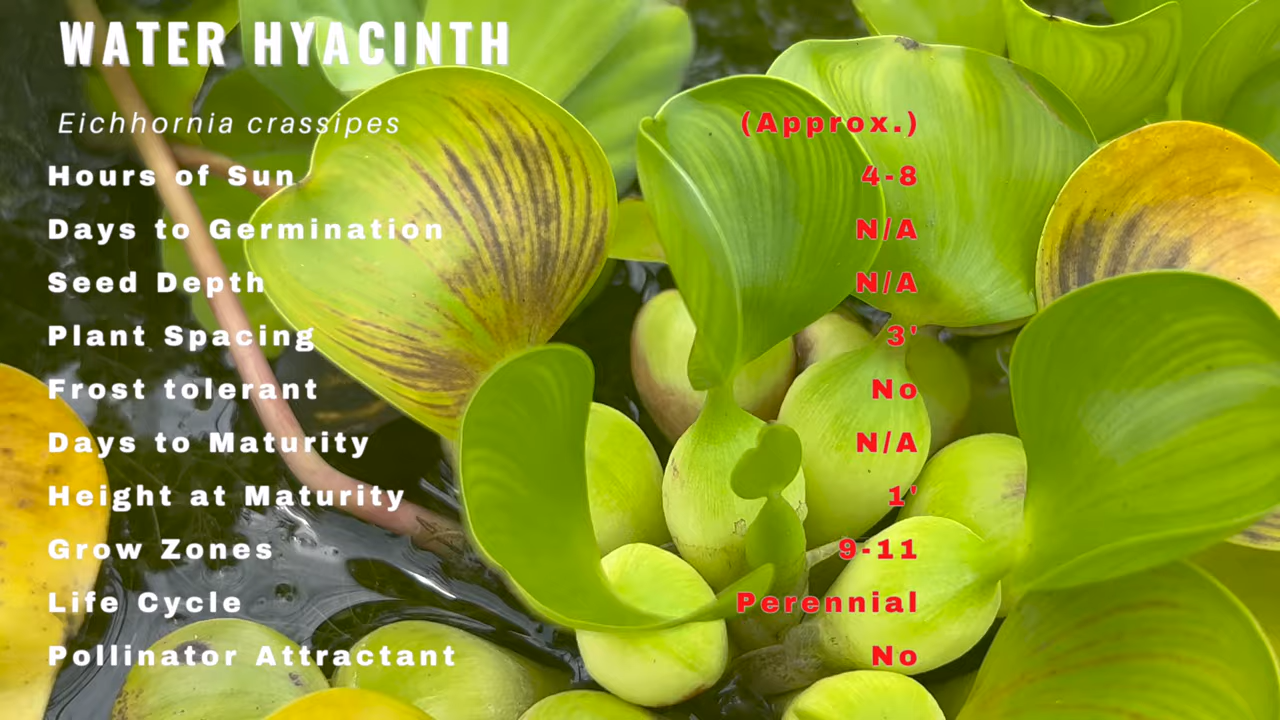 WATER HYACINTH
Eichhornia crassipes (Approx.)
Hours of Sun 4-8
Days to Germination N/A
Seed Depth N/A
Plant Spacing 3'
Frost tolerant No
Days to Maturity N/A
Height at Maturity 1'
Grow Zones 9-11
Life Cycle Perennial
Pollinator Attractant No